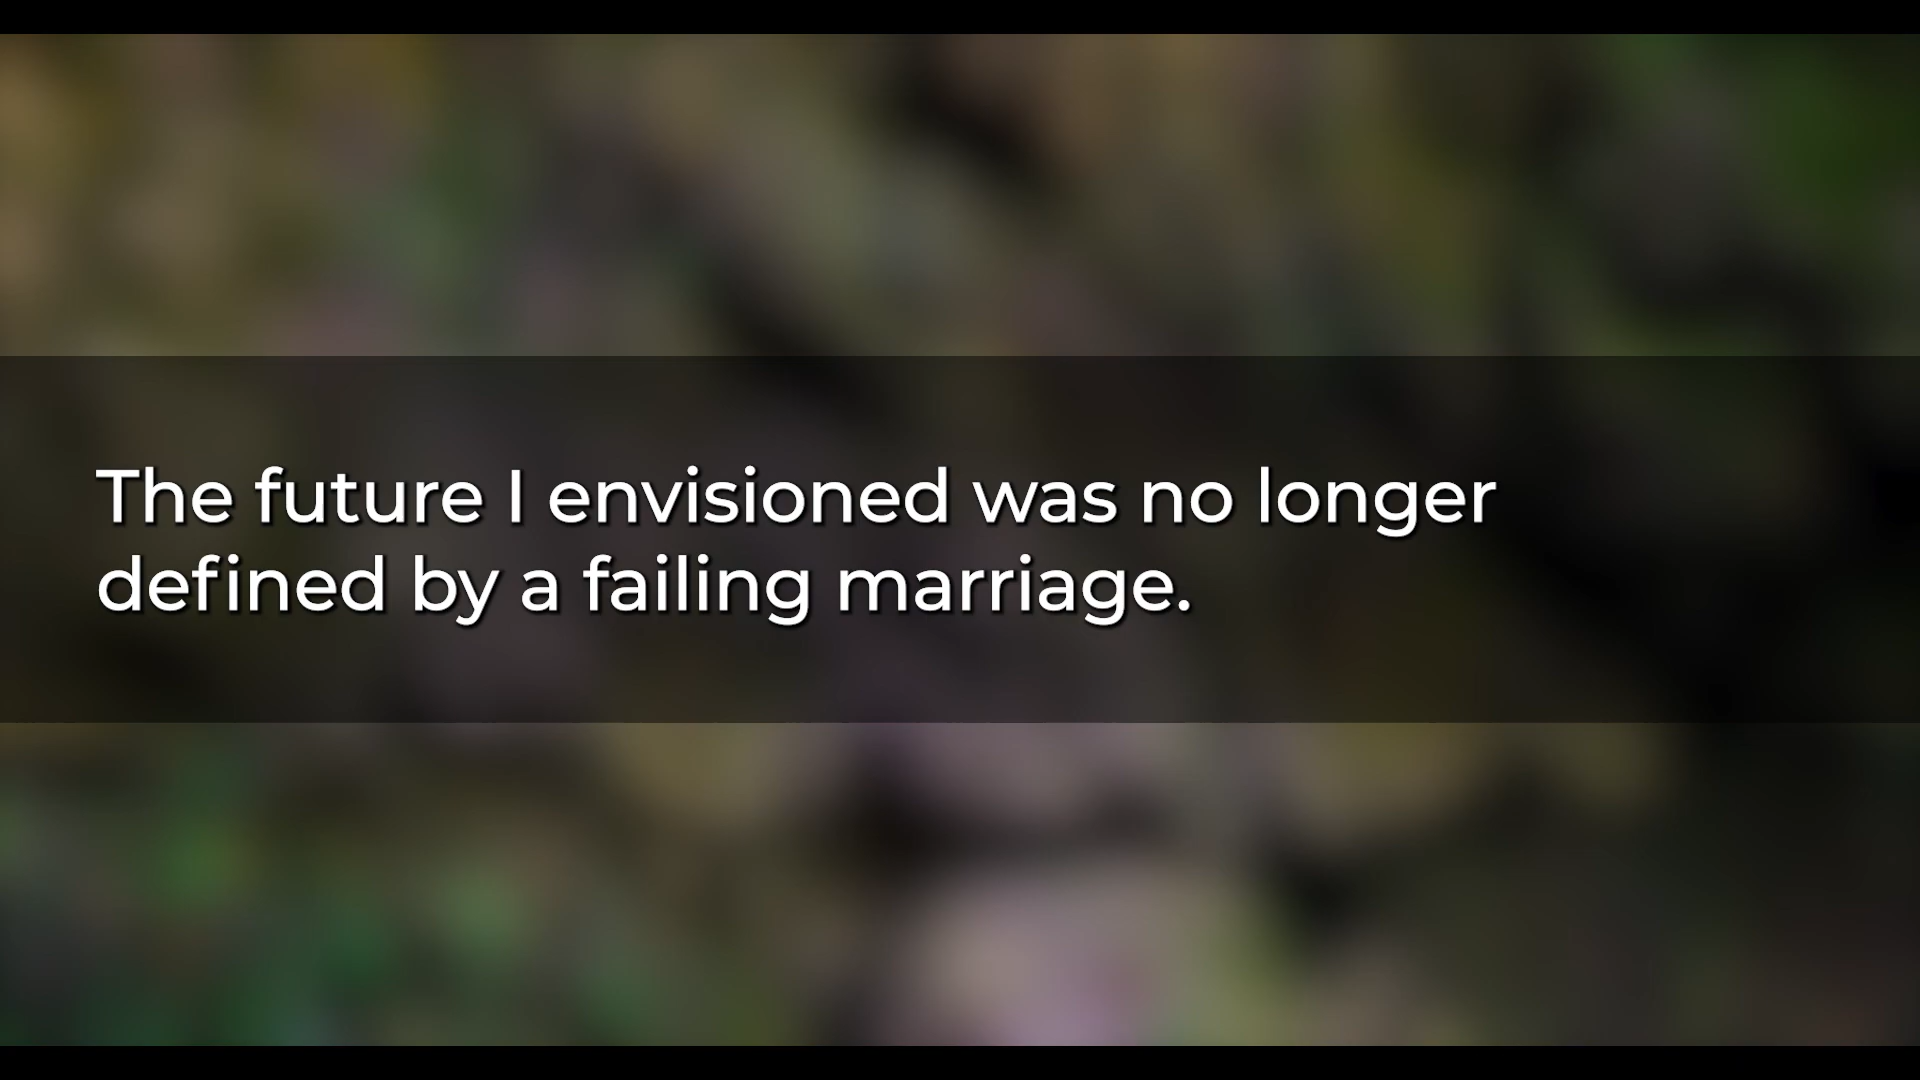 The future I envisioned was no longer
defined by a failing marriage.